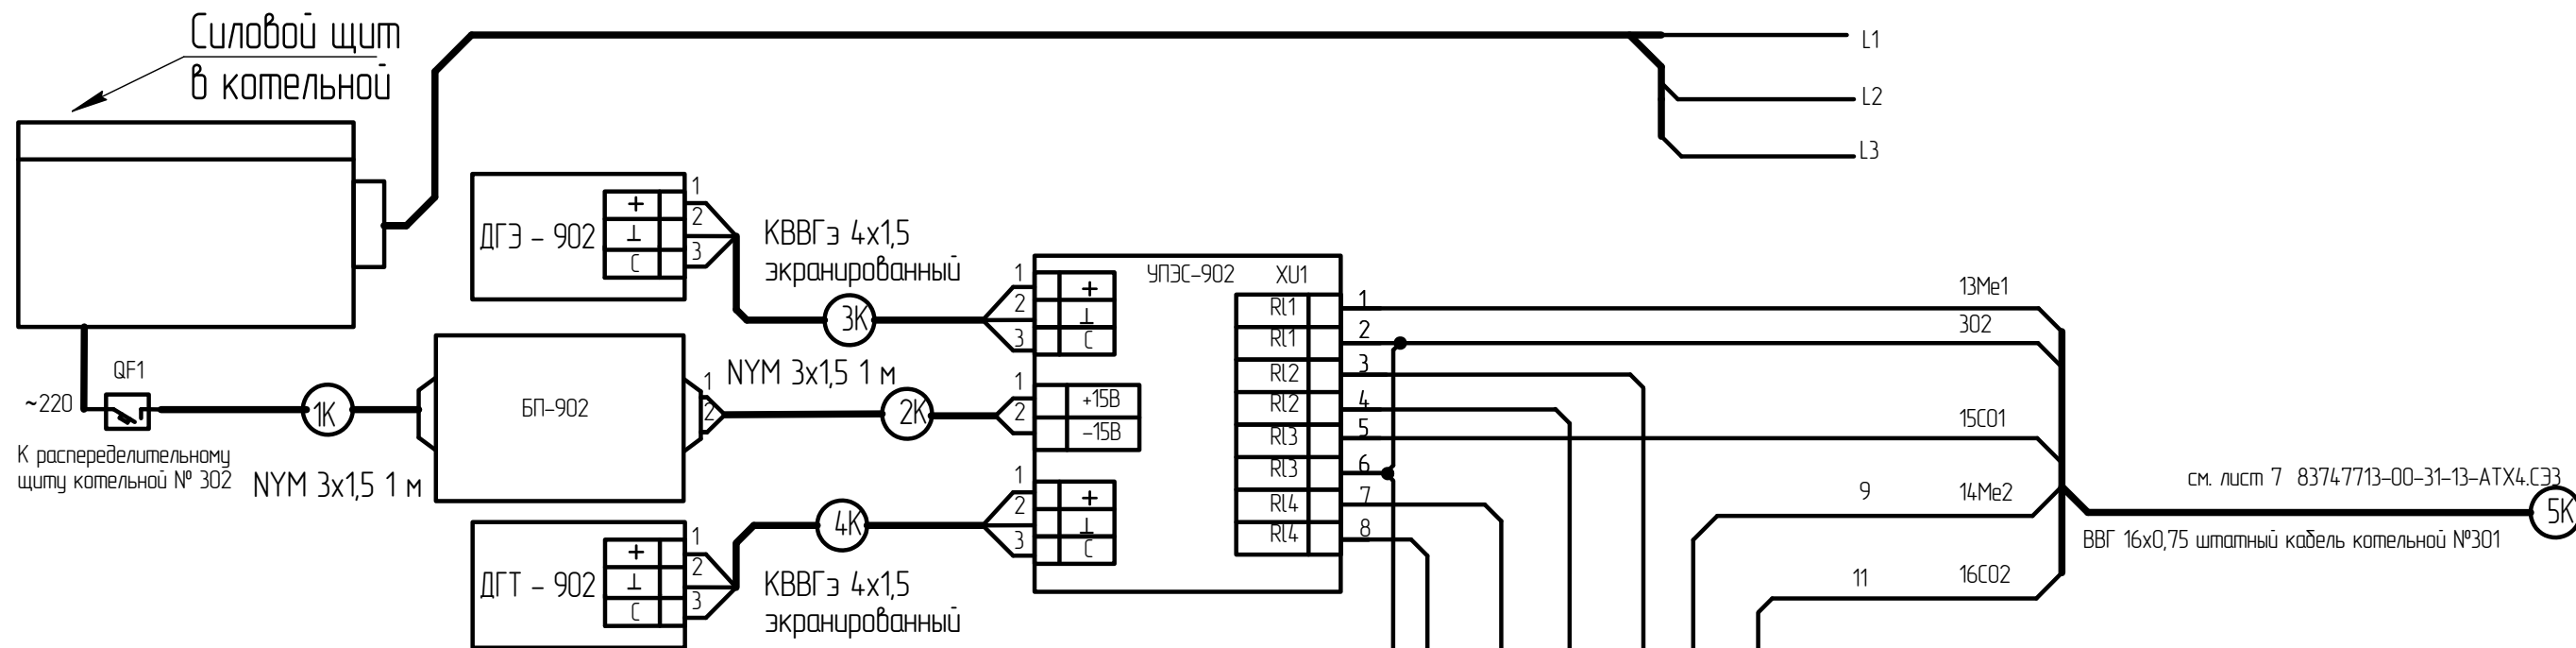 Силовой щит
в котельной
L1
L2
L3
ДГЭ - 902
+
⊥
С
1
2
3
КВВГэ 4х1,5
экранированный
3К
1
2
3
+
⊥
С
УПЭС-902
XU1
Rl1
Rl1
Rl2
Rl2
Rl3
Rl3
Rl4
Rl4
1
2
3
4
5
6
7
8
13Ме1
302
15СО1
9
14Ме2
11
16СО2
см. лист 7 83747713-00-31-13-АТХ4.СЭ3
5К
ВВГ 16х0,75 штатный кабель котельной №301
QF1
~220
1К
К распеределительному
щиту котельной № 302
NYM 3х1,5 1 м
БП-902
1
2
NYM 3х1,5 1 м
2К
1
2
+15В
-15В
ДГТ - 902
+
⊥
С
1
2
3
4К
КВВГэ 4х1,5
экранированный
1
2
3
+
⊥
С